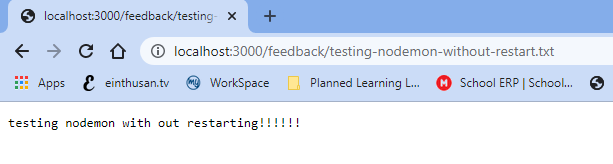 localhost:3000/feedback/testing-
localhost:3000/feedback/testing-nodemon-without-restart.txt
Apps einthusan.tv WorkSpace Planned Learning L... School ERP | School...
testing nodemon with out restarting!!!!!!